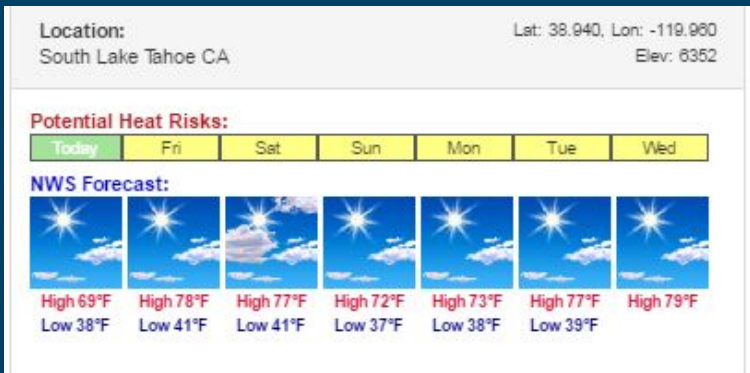 Location: Lat: 38.940, Lon: -119.960
South Lake Tahoe CA Elev: 6352
Potential Heat Risks:
Today Fri Sat Sun Mon Tue Wed
NWS Forecast:
High 69°F High 78°F High 77°F High 72°F High 73°F High 77°F High 79°F
Low 38°F Low 41°F Low 41°F Low 37°F Low 38°F Low 39°F